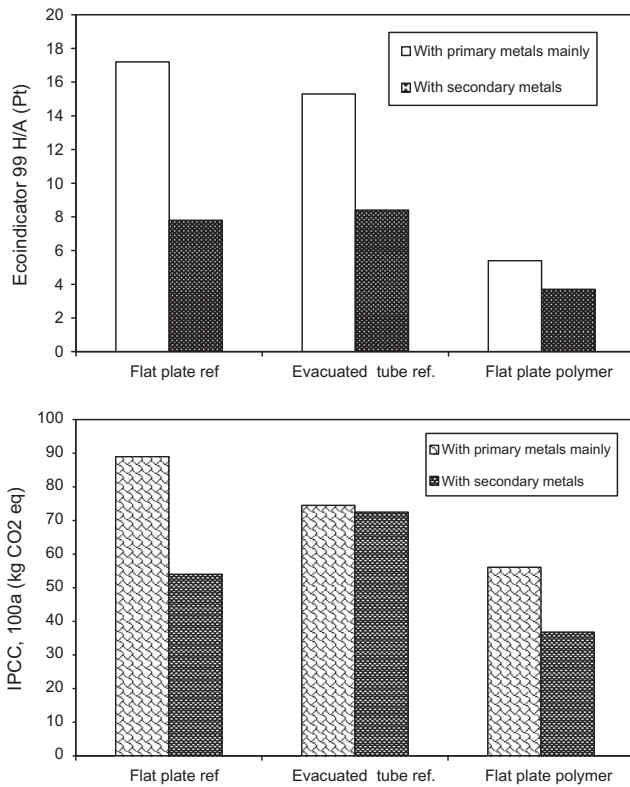 20
18
16
14
12
10
8
6
4
2
0
Ecoindicator 99 H/A (Pt)
With primary metals mainly
With secondary metals
Flat plate ref
Evacuated tube ref.
Flat plate polymer
100
90
80
70
60
50
40
30
20
10
0
IPCC, 100a (kg CO2 eq)
With primary metals mainly
With secondary metals
Flat plate ref
Evacuated tube ref.
Flat plate polymer